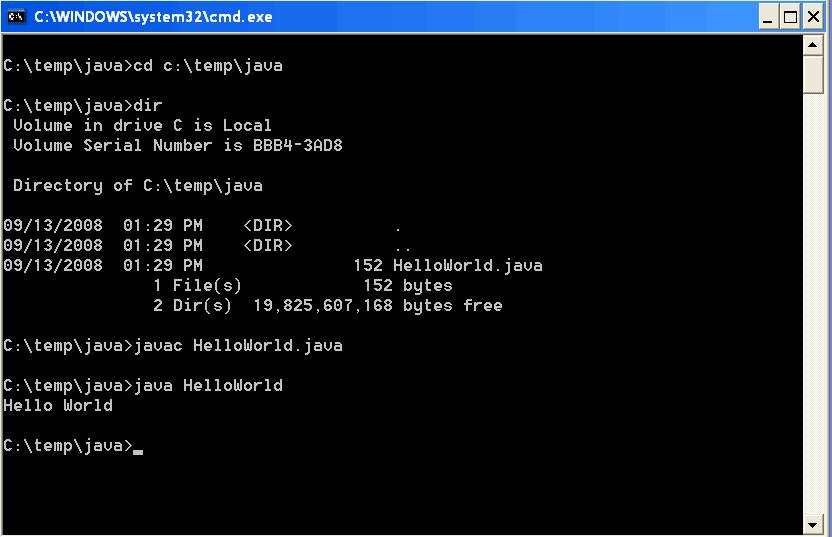 C:\WINDOWS\system32\cmd.exe
C:\temp\java>cd c:\temp\java
C:\temp\java>dir
 Volume in drive C is Local
 Volume Serial Number is BBB4-3AD8
 Directory of C:\temp\java
09/13/2008  01:29 PM    <DIR>          .
09/13/2008  01:29 PM    <DIR>          ..
09/13/2008  01:29 PM               152 HelloWorld.java
               1 File(s)            152 bytes
               2 Dir(s)  19,825,607,168 bytes free
C:\temp\java>javac HelloWorld.java
C:\temp\java>java HelloWorld
Hello World
C:\temp\java>_